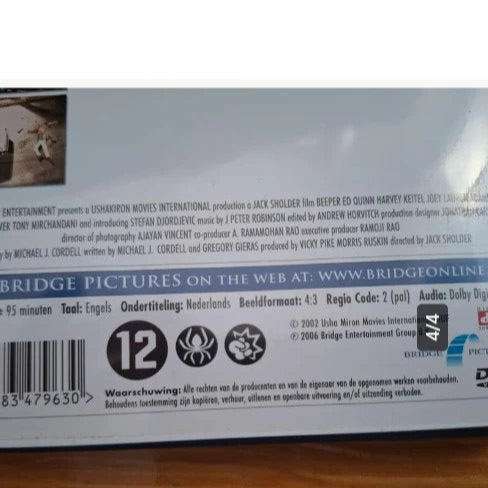 ENTERTAINMENT presents a USHAKIRON MOVIES INTERNATIONAL production a JACK SHOLDER film BEEPER ED QUINN HARVEY KEITEL JOEY
VER TONY MIRCHANDANI and introducing STEFAN DJORDJEVIC music by J PETER ROBINSON edited by ANDREW HORVITCH production designer
director of photography AJAYAN VINCENT co-producer A. RAMAMOHAN RAO executive producer RAMOJI RAO
y by MICHAEL J. CORDELL written by MICHAEL J. CORDELL and GREGORY GIERAS produced by VICKY PIKE MORRIS RUSKIN directed by JACK SHOLDER
BRIDGE PICTURES ON THE WEB AT: WWW.BRIDGEONLINE.
95 minuten Taal: Engels Ondertiteling: Nederlands Beeldformaat: 4:3 Regio Code: 2 (pal) Audio: Dolby Digi
© 2002 Usha Kiron Movies Internatio
℗ 2006 Bridge Entertainment Group
4/4
12
BRIDGE PICT
83 479630 >
Waarschuwing: Alle rechten van de producenten en van de eigenaar van de opgenomen werken voorbehouden.
Behoudens toestemming zijn kopiëren, verhuur, uitlenen en openbare uitvoering en/of uitzending verboden.